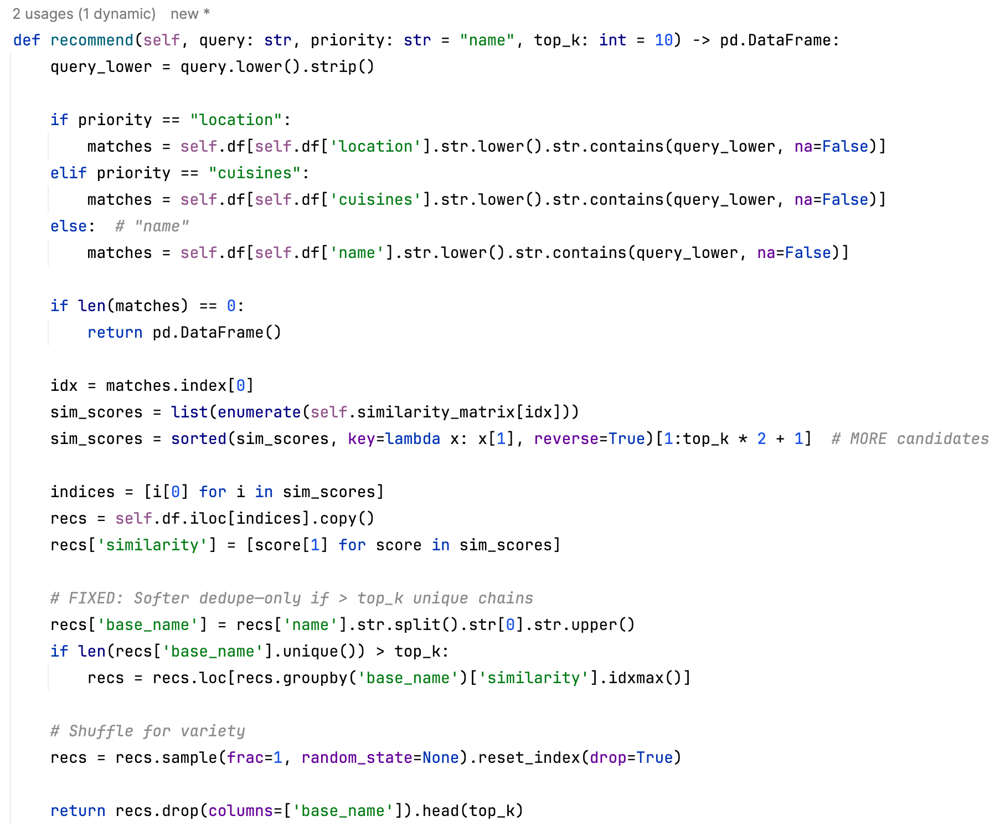 2 usages (1 dynamic)   new *
def recommend(self, query: str, priority: str = "name", top_k: int = 10) -> pd.DataFrame:
    query_lower = query.lower().strip()

    if priority == "location":
        matches = self.df[self.df['location'].str.lower().str.contains(query_lower, na=False)]
    elif priority == "cuisines":
        matches = self.df[self.df['cuisines'].str.lower().str.contains(query_lower, na=False)]
    else:  # "name"
        matches = self.df[self.df['name'].str.lower().str.contains(query_lower, na=False)]

    if len(matches) == 0:
        return pd.DataFrame()

    idx = matches.index[0]
    sim_scores = list(enumerate(self.similarity_matrix[idx]))
    sim_scores = sorted(sim_scores, key=lambda x: x[1], reverse=True)[1:top_k * 2 + 1]  # MORE candidates

    indices = [i[0] for i in sim_scores]
    recs = self.df.iloc[indices].copy()
    recs['similarity'] = [score[1] for score in sim_scores]

    # FIXED: Softer dedupe—only if > top_k unique chains
    recs['base_name'] = recs['name'].str.split().str[0].str.upper()
    if len(recs['base_name'].unique()) > top_k:
        recs = recs.loc[recs.groupby('base_name')['similarity'].idxmax()]

    # Shuffle for variety
    recs = recs.sample(frac=1, random_state=None).reset_index(drop=True)

    return recs.drop(columns=['base_name']).head(top_k)